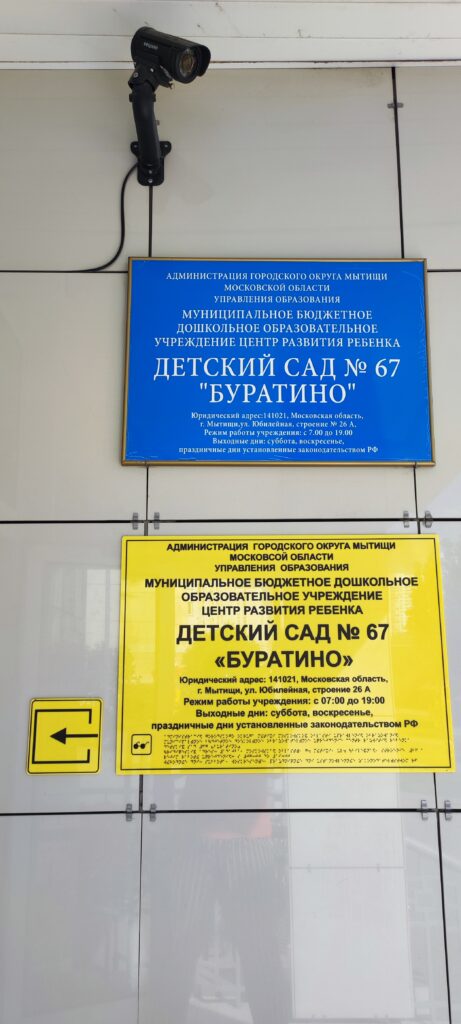 АДМИНИСТРАЦИЯ ГОРОДСКОГО ОКРУГА МЫТИЩИ
МОСКОВСКОЙ ОБЛАСТИ
УПРАВЛЕНИЯ ОБРАЗОВАНИЯ
МУНИЦИПАЛЬНОЕ БЮДЖЕТНОЕ
ДОШКОЛЬНОЕ ОБРАЗОВАТЕЛЬНОЕ
УЧРЕЖДЕНИЕ ЦЕНТР РАЗВИТИЯ РЕБЕНКА
ДЕТСКИЙ САД № 67
"БУРАТИНО"
Юридический адрес:141021, Московская область,
г. Мытищи,ул. Юбилейная, строение № 26 А,
Режим работы учреждения: с 7.00 до 19.00
Выходные дни: суббота, воскресенье,
праздничные дни установленные законодательством РФ
АДМИНИСТРАЦИЯ ГОРОДСКОГО ОКРУГА МЫТИЩИ
МОСКОВСОЙ ОБЛАСТИ
УПРАВЛЕНИЯ ОБРАЗОВАНИЯ
МУНИЦИПАЛЬНОЕ БЮДЖЕТНОЕ ДОШКОЛЬНОЕ
ОБРАЗОВАТЕЛЬНОЕ УЧРЕЖДЕНИЕ
ЦЕНТР РАЗВИТИЯ РЕБЕНКА
ДЕТСКИЙ САД № 67
«БУРАТИНО»
Юридический адрес: 141021, Московская область,
г. Мытищи, ул. Юбилейная, строение 26 А
Режим работы учреждения: с 07:00 до 19:00
Выходные дни: суббота, воскресенье,
праздничные дни установленные законодательством РФ